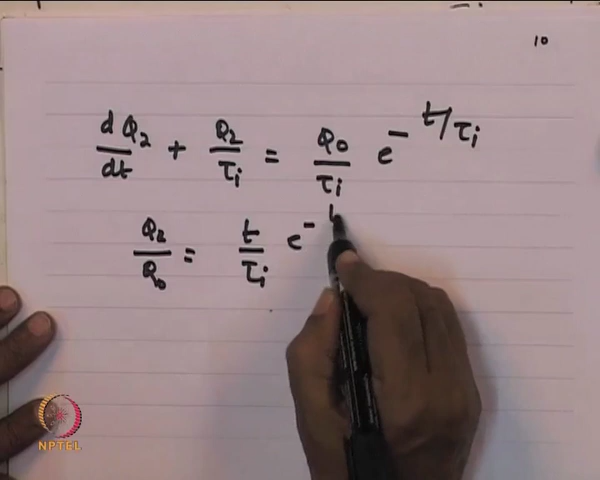 10
dQ2/dt + Q2/τi = Q0/τi e^-t/τi
Q2/Q0 = t/τi e^-t
NPTEL